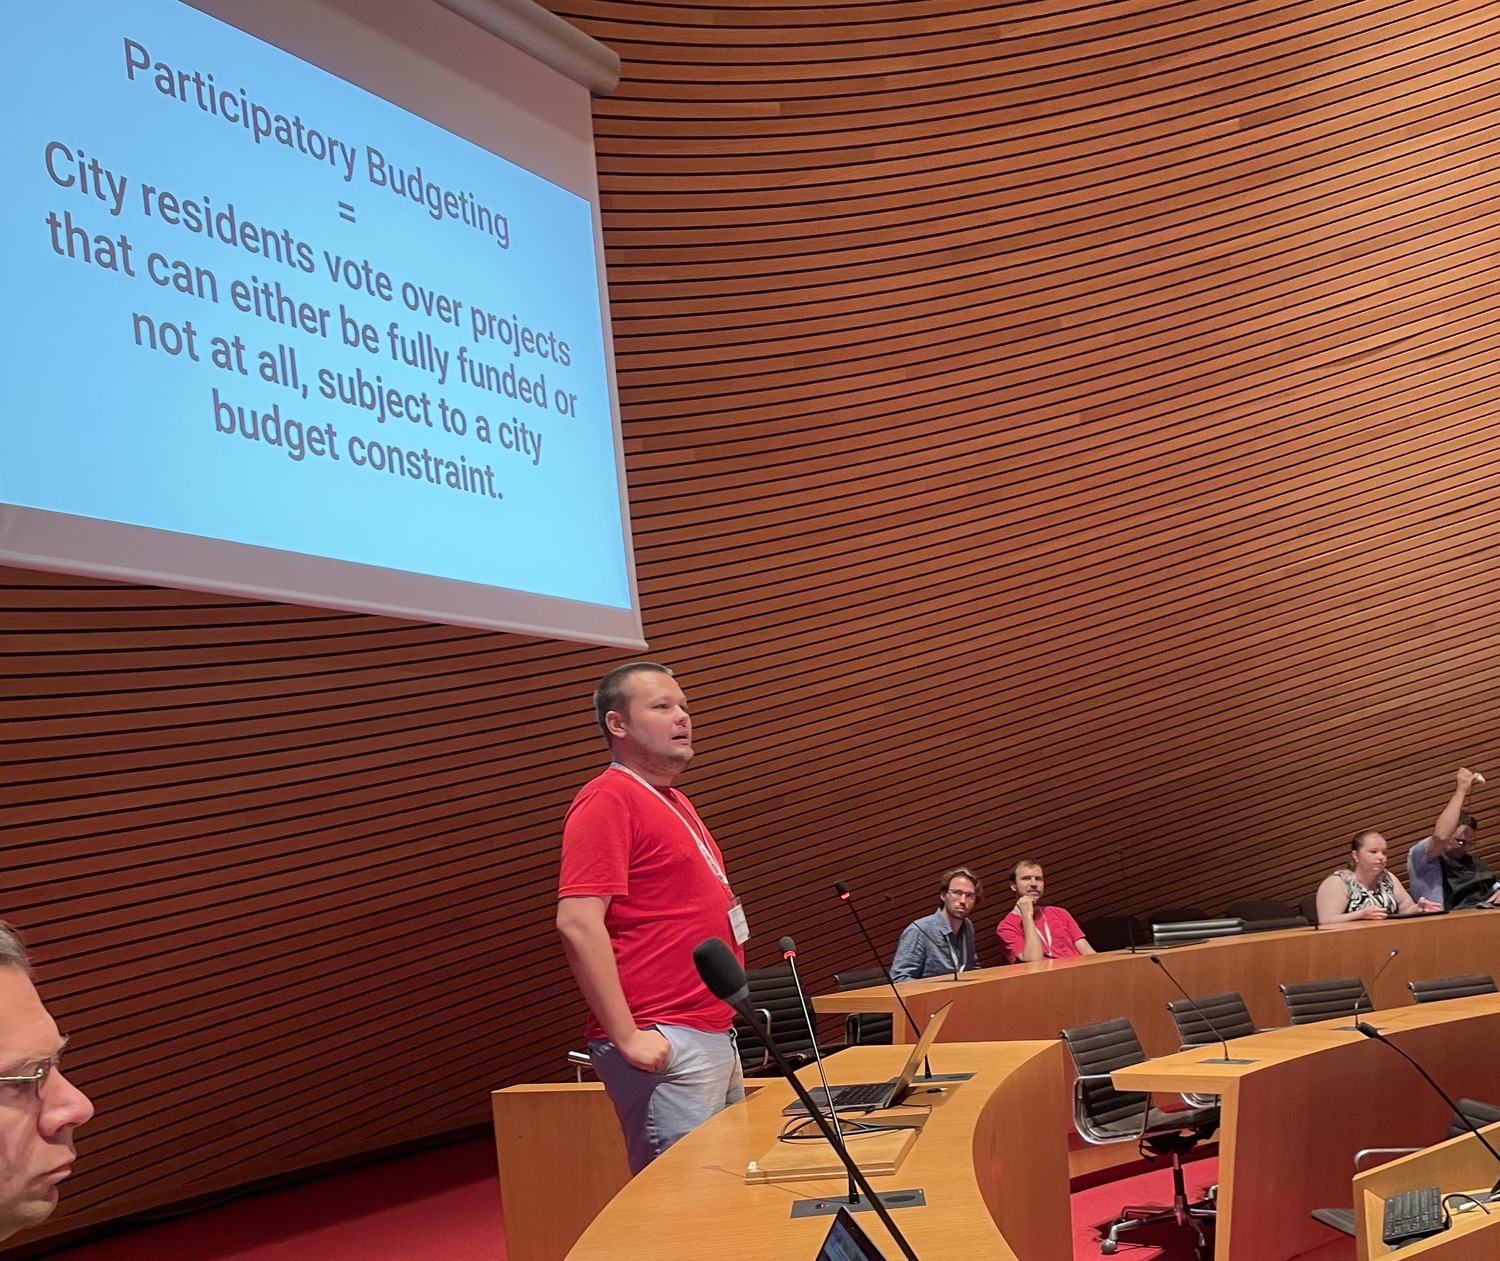 Participatory Budgeting
=
City residents vote over projects
that can either be fully funded or
not at all, subject to a city
budget constraint.